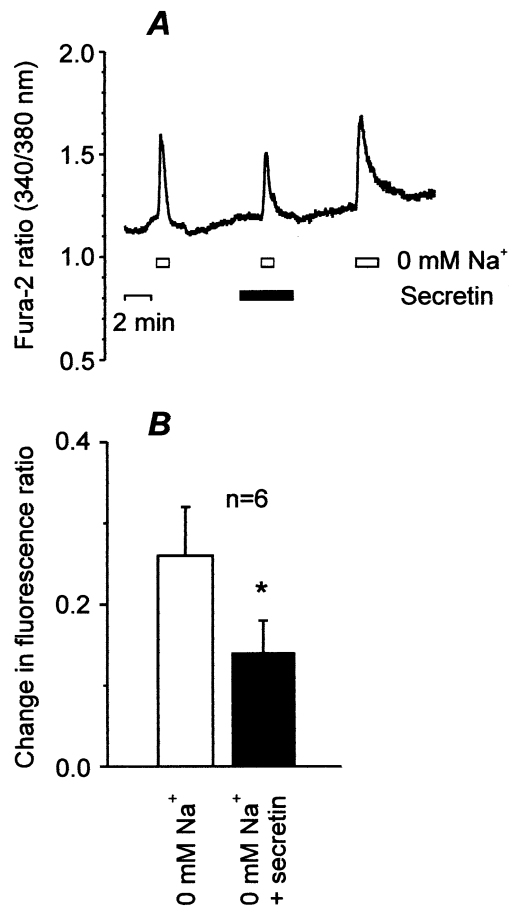 A
Fura-2 ratio (340/380 nm)
2.0
1.5
1.0
0.5
0 mM Na⁺
Secretin
2 min
B
Change in fluorescence ratio
0.4
0.2
0.0
n=6
*
0 mM Na⁺
0 mM Na⁺
+ secretin